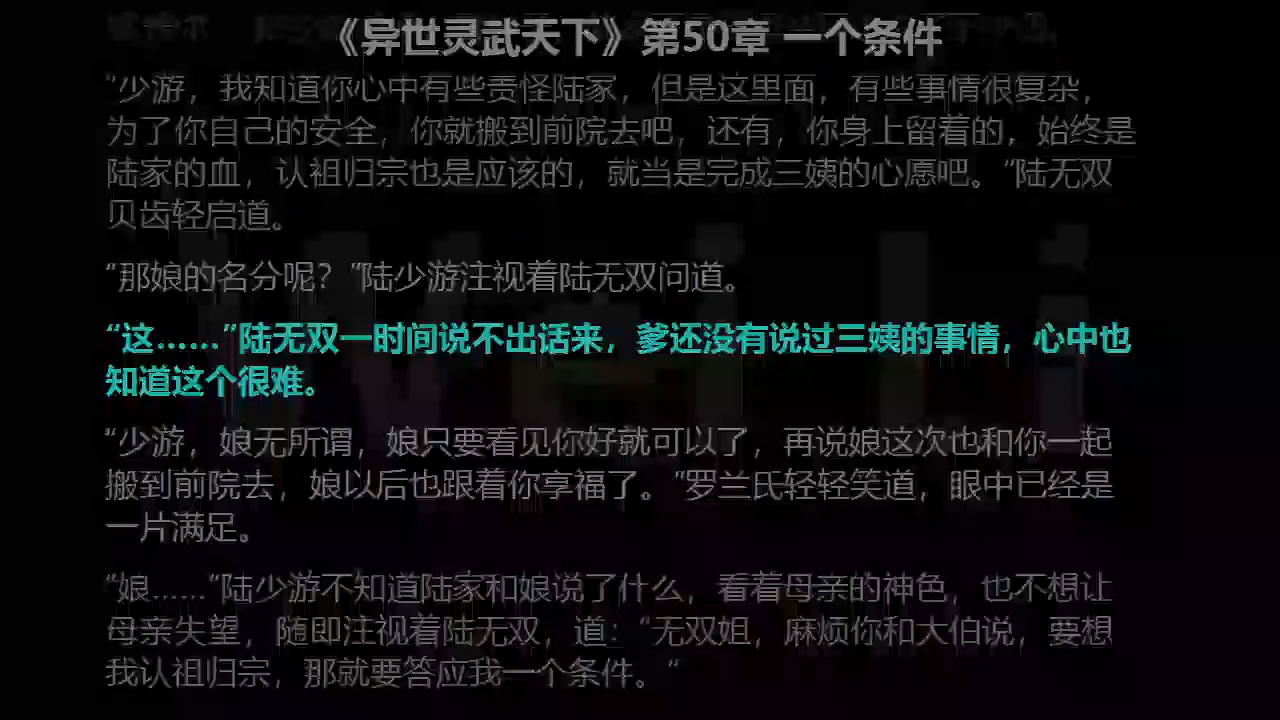 《异世灵武天下》第50章 一个条件
“少游，我知道你心中有些责怪陆家，但是这里面，有些事情很复杂，
为了你自己的安全，你就搬到前院去吧，还有，你身上留着的，始终是
陆家的血，认祖归宗也是应该的，就当是完成三姨的心愿吧。”陆无双
贝齿轻启道。
“那娘的名分呢？”陆少游注视着陆无双问道。
“这……”陆无双一时间说不出话来，爹还没有说过三姨的事情，心中也
知道这个很难。
“少游，娘无所谓，娘只要看见你好就可以了，再说娘这次也和你一起
搬到前院去，娘以后也跟着你享福了。”罗兰氏轻轻笑道，眼中已经是
一片满足。
“娘……”陆少游不知道陆家和娘说了什么，看着母亲的神色，也不想让
母亲失望，随即注视着陆无双，道：“无双姐，麻烦你和大伯说，要想
我认祖归宗，那就要答应我一个条件。”